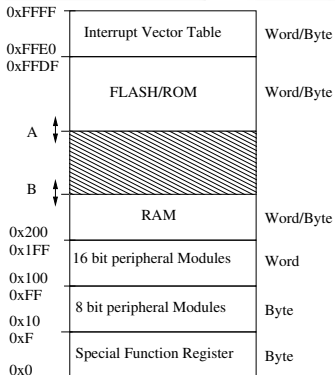 0xFFFF
Interrupt Vector Table Word/Byte
0xFFE0
0xFFDF
FLASH/ROM Word/Byte
A
B
RAM Word/Byte
0x200
0x1FF
16 bit peripheral Modules Word
0x100
0xFF
8 bit peripheral Modules Byte
0x10
0xF
Special Function Register Byte
0x0